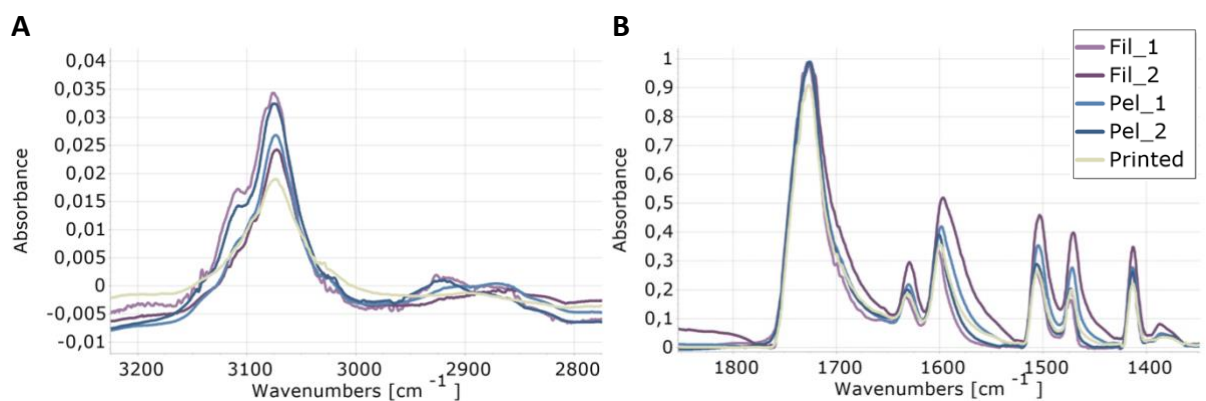 A
Absorbance
0,04
0,035
0,03
0,025
0,02
0,015
0,01
0,005
0
-0,005
-0,01
3200 3100 3000 2900 2800
Wavenumbers [cm -1 ]
B
Absorbance
1
0,9
0,8
0,7
0,6
0,5
0,4
0,3
0,2
0,1
0
1800 1700 1600 1500 1400
Wavenumbers [cm -1 ]
Fil_1
Fil_2
Pel_1
Pel_2
Printed